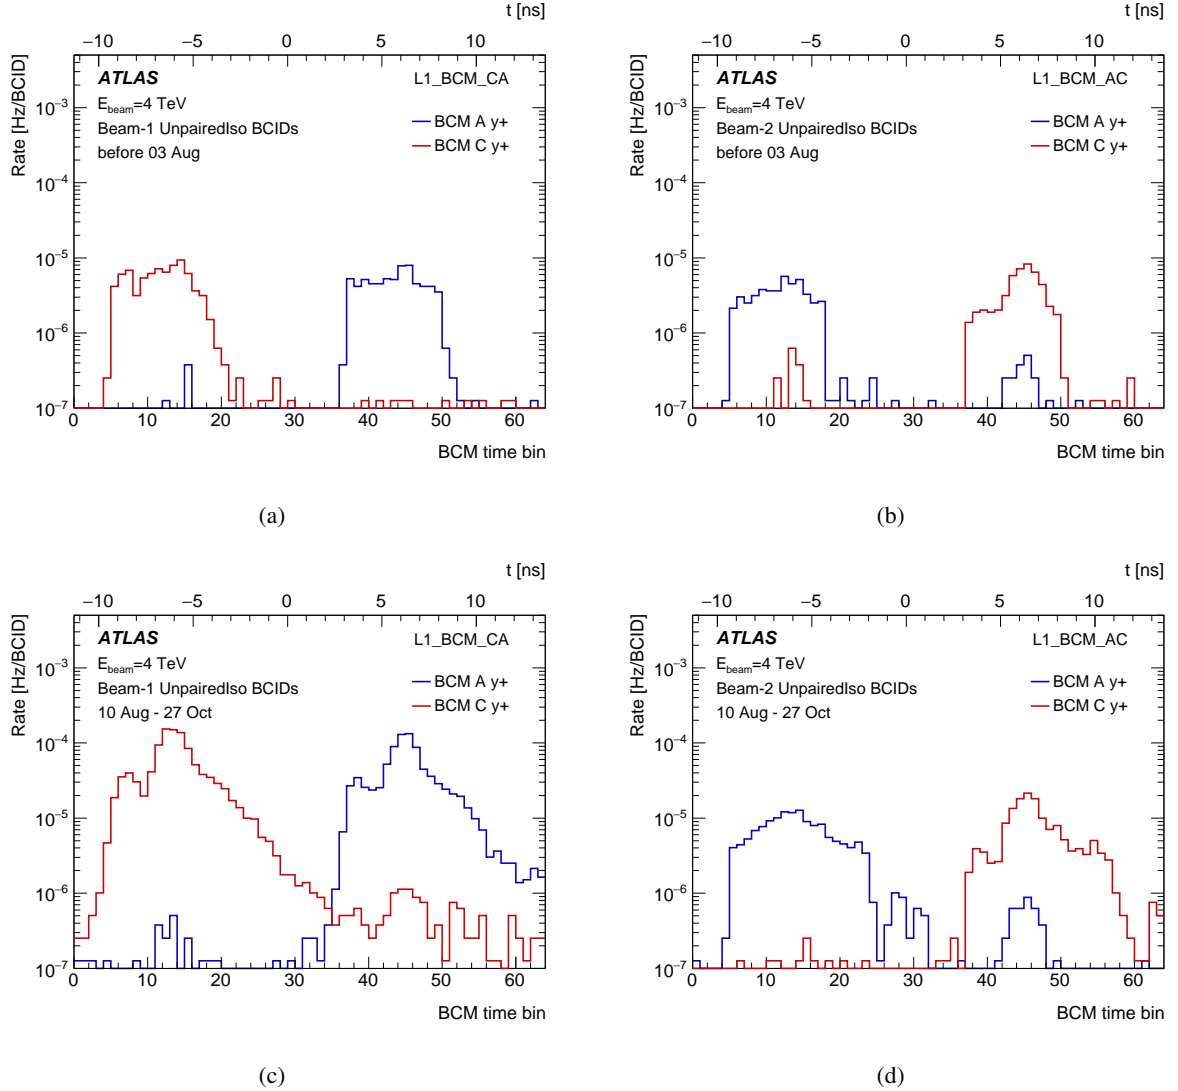 t [ns]
−10 −5 0 5 10
Rate [Hz/BCID]
ATLAS
L1_BCM_CA
E_beam=4 TeV
Beam-1 UnpairedIso BCIDs
before 03 Aug
BCM A y+
BCM C y+
10⁻³
10⁻⁴
10⁻⁵
10⁻⁶
10⁻⁷
0 10 20 30 40 50 60
BCM time bin
(a)
t [ns]
−10 −5 0 5 10
Rate [Hz/BCID]
ATLAS
L1_BCM_AC
E_beam=4 TeV
Beam-2 UnpairedIso BCIDs
before 03 Aug
BCM A y+
BCM C y+
10⁻³
10⁻⁴
10⁻⁵
10⁻⁶
10⁻⁷
0 10 20 30 40 50 60
BCM time bin
(b)
t [ns]
−10 −5 0 5 10
Rate [Hz/BCID]
ATLAS
L1_BCM_CA
E_beam=4 TeV
Beam-1 UnpairedIso BCIDs
10 Aug - 27 Oct
BCM A y+
BCM C y+
10⁻³
10⁻⁴
10⁻⁵
10⁻⁶
10⁻⁷
0 10 20 30 40 50 60
BCM time bin
(c)
t [ns]
−10 −5 0 5 10
Rate [Hz/BCID]
ATLAS
L1_BCM_AC
E_beam=4 TeV
Beam-2 UnpairedIso BCIDs
10 Aug - 27 Oct
BCM A y+
BCM C y+
10⁻³
10⁻⁴
10⁻⁵
10⁻⁶
10⁻⁷
0 10 20 30 40 50 60
BCM time bin
(d)